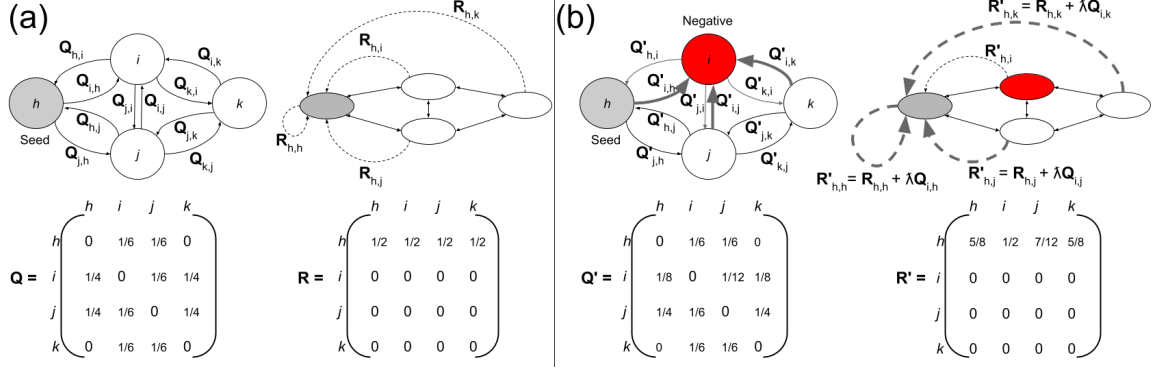 (a)
Q_h,i
i
Q_i,k
Q_i,h
Q_k,i
Q_j,i
Q_i,j
h
k
Q_h,j
Q_j,k
Seed
Q_j,h
j
Q_k,j
R_h,k
R_h,i
R_h,h
R_h,j
h i j k
h 0 1/6 1/6 0
Q = i 1/4 0 1/6 1/4
j 1/4 1/6 0 1/4
k 0 1/6 1/6 0
h i j k
h 1/2 1/2 1/2 1/2
R = i 0 0 0 0
j 0 0 0 0
k 0 0 0 0
(b)
Negative
Q'_h,i
i
Q'_i,k
Q'_i,h
Q'_k,i
Q'_j,i
Q'_i,j
h
k
Q'_h,j
Q'_j,k
Seed
Q'_j,h
j
Q'_k,j
R'_h,k = R_h,k + ƛQ_i,k
R'_h,i
R'_h,h = R_h,h + ƛQ_i,h
R'_h,j = R_h,j + ƛQ_i,j
h i j k
h 0 1/6 1/6 0
Q' = i 1/8 0 1/12 1/8
j 1/4 1/6 0 1/4
k 0 1/6 1/6 0
h i j k
h 5/8 1/2 7/12 5/8
R' = i 0 0 0 0
j 0 0 0 0
k 0 0 0 0